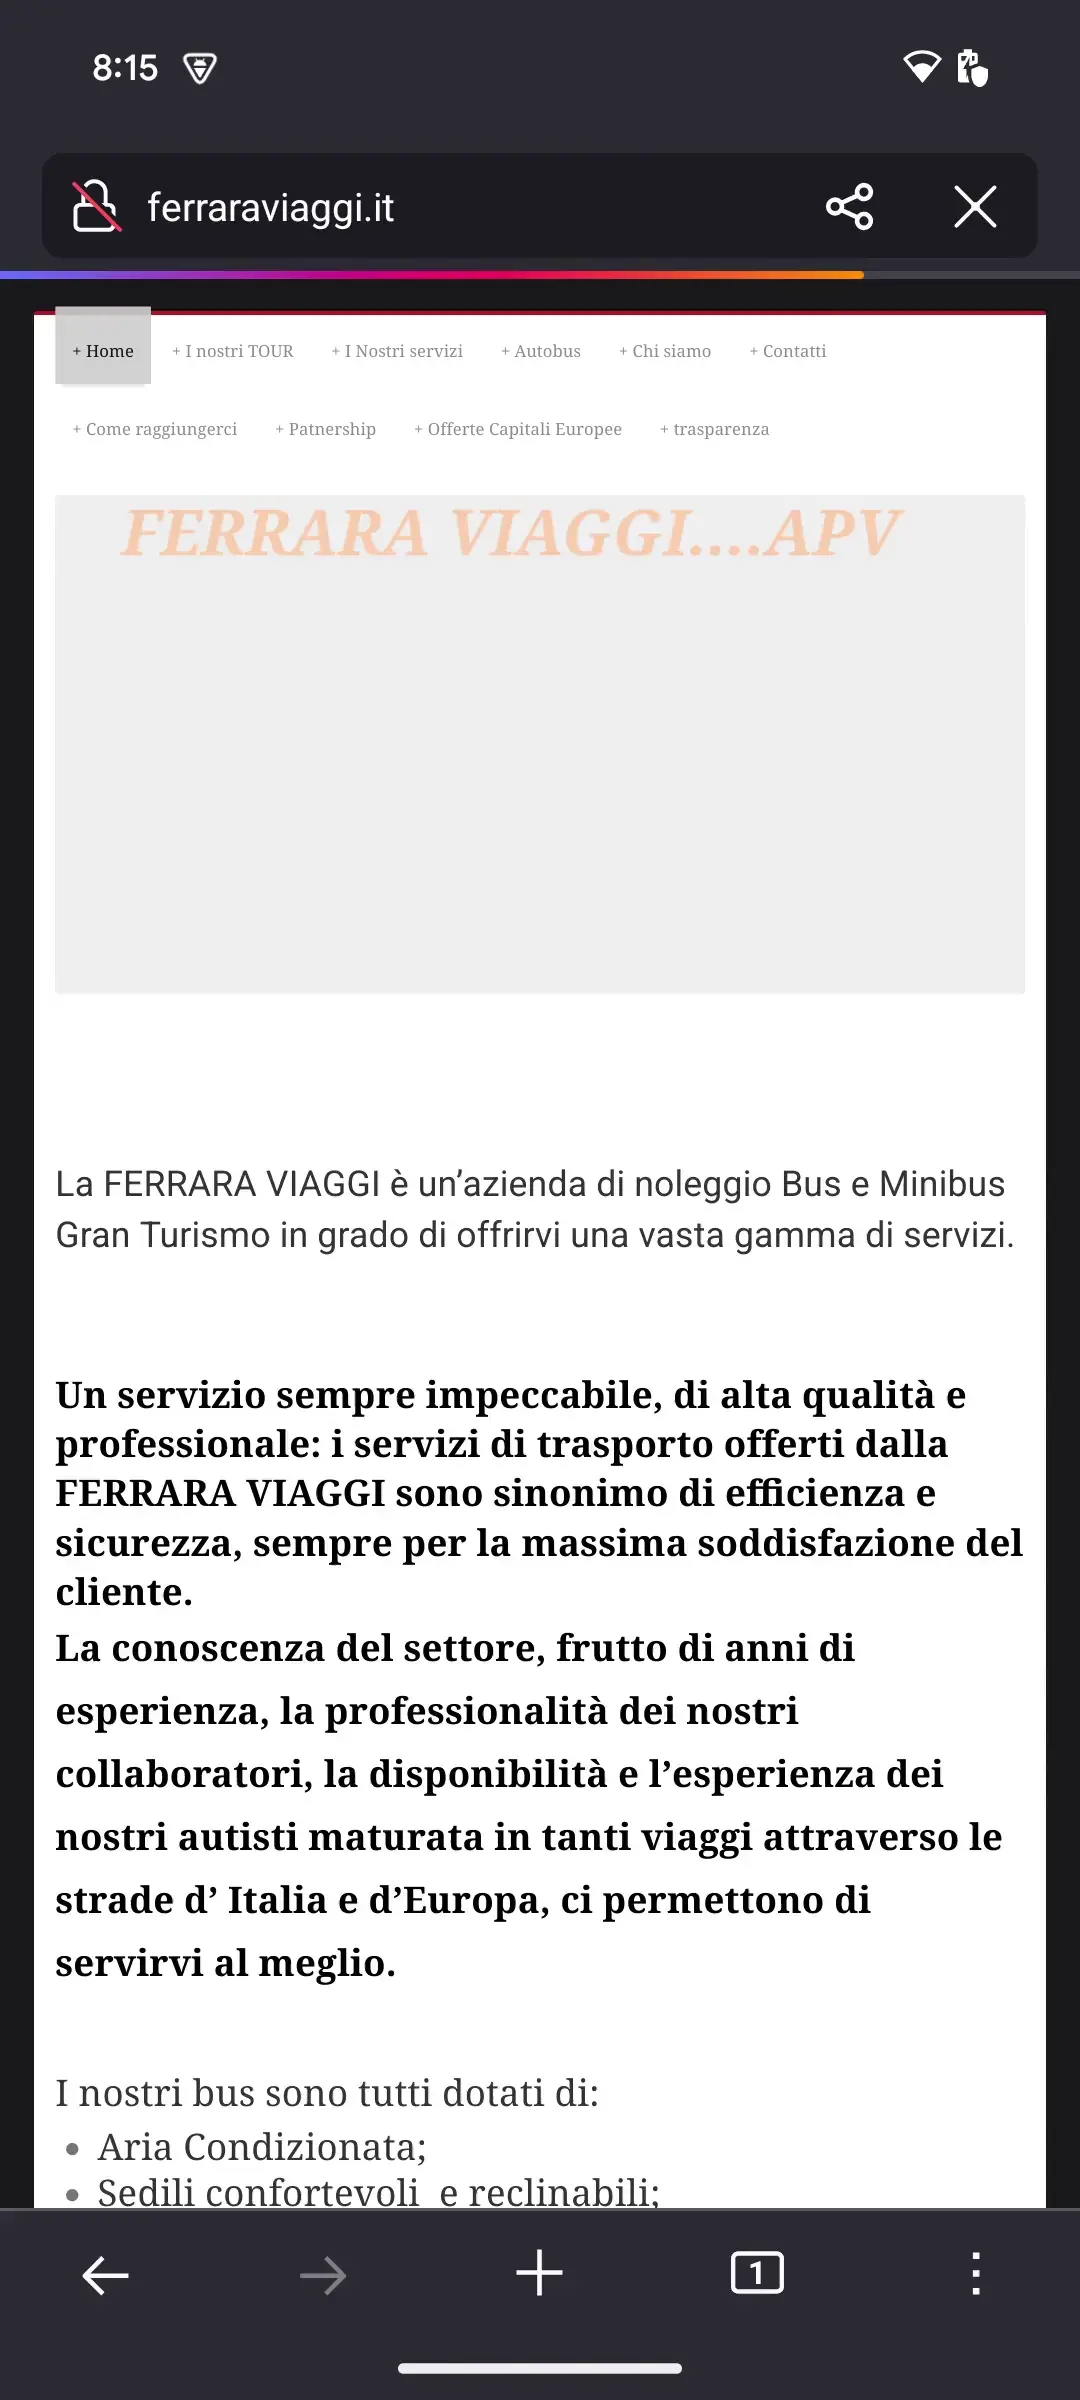 8:15
ferraraviaggi.it
+ Home + I nostri TOUR + I Nostri servizi + Autobus + Chi siamo + Contatti
+ Come raggiungerci + Patnership + Offerte Capitali Europee + trasparenza
FERRARA VIAGGI....APV
La FERRARA VIAGGI è un’azienda di noleggio Bus e Minibus
Gran Turismo in grado di offrirvi una vasta gamma di servizi.
Un servizio sempre impeccabile, di alta qualità e
professionale: i servizi di trasporto offerti dalla
FERRARA VIAGGI sono sinonimo di efficienza e
sicurezza, sempre per la massima soddisfazione del
cliente.
La conoscenza del settore, frutto di anni di
esperienza, la professionalità dei nostri
collaboratori, la disponibilità e l’esperienza dei
nostri autisti maturata in tanti viaggi attraverso le
strade d’ Italia e d’Europa, ci permettono di
servirvi al meglio.
I nostri bus sono tutti dotati di:
• Aria Condizionata;
• Sedili confortevoli  e reclinabili;
1